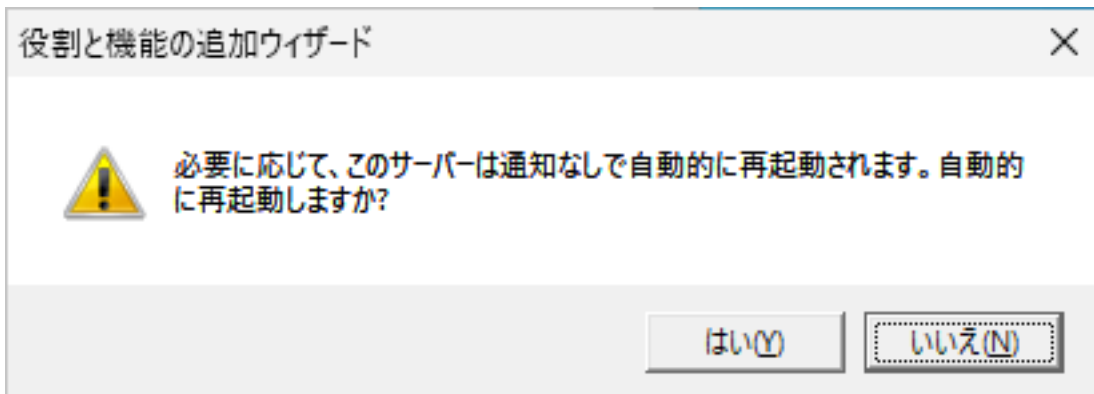 役割と機能の追加ウィザード
必要に応じて、このサーバーは通知なしで自動的に再起動されます。自動的
に再起動しますか?
はい(Y)
いいえ(N)